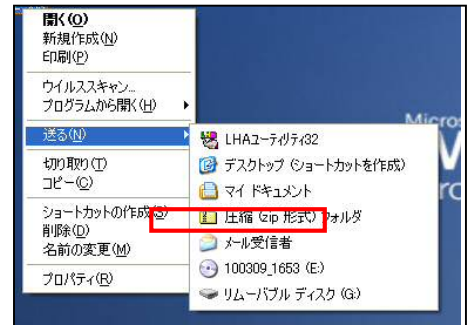 開く(O)
新規作成(N)
印刷(P)
ウイルススキャン...
プログラムから開く(H)
送る(N)
切り取り(T)
コピー(C)
ショートカットの作成(S)
削除(D)
名前の変更(M)
プロパティ(R)
LHAユーティリティ32
デスクトップ (ショートカットを作成)
マイ ドキュメント
圧縮 (zip 形式) フォルダ
メール受信者
100309_1653 (E:)
リムーバブル ディスク (G:)
Micros